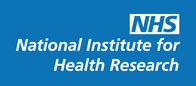 NHS
National Institute for
Health Research